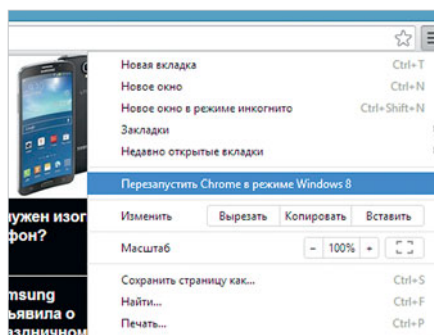 Новая вкладка Ctrl+T
Новое окно Ctrl+N
Новое окно в режиме инкогнито Ctrl+Shift+N
Закладки
Недавно открытые вкладки
Перезапустить Chrome в режиме Windows 8
Изменить Вырезать Копировать Вставить
Масштаб - 100% +
Сохранить страницу как... Ctrl+S
Найти... Ctrl+F
Печать... Ctrl+P
ужен изог
фон?
msung
ъявила о